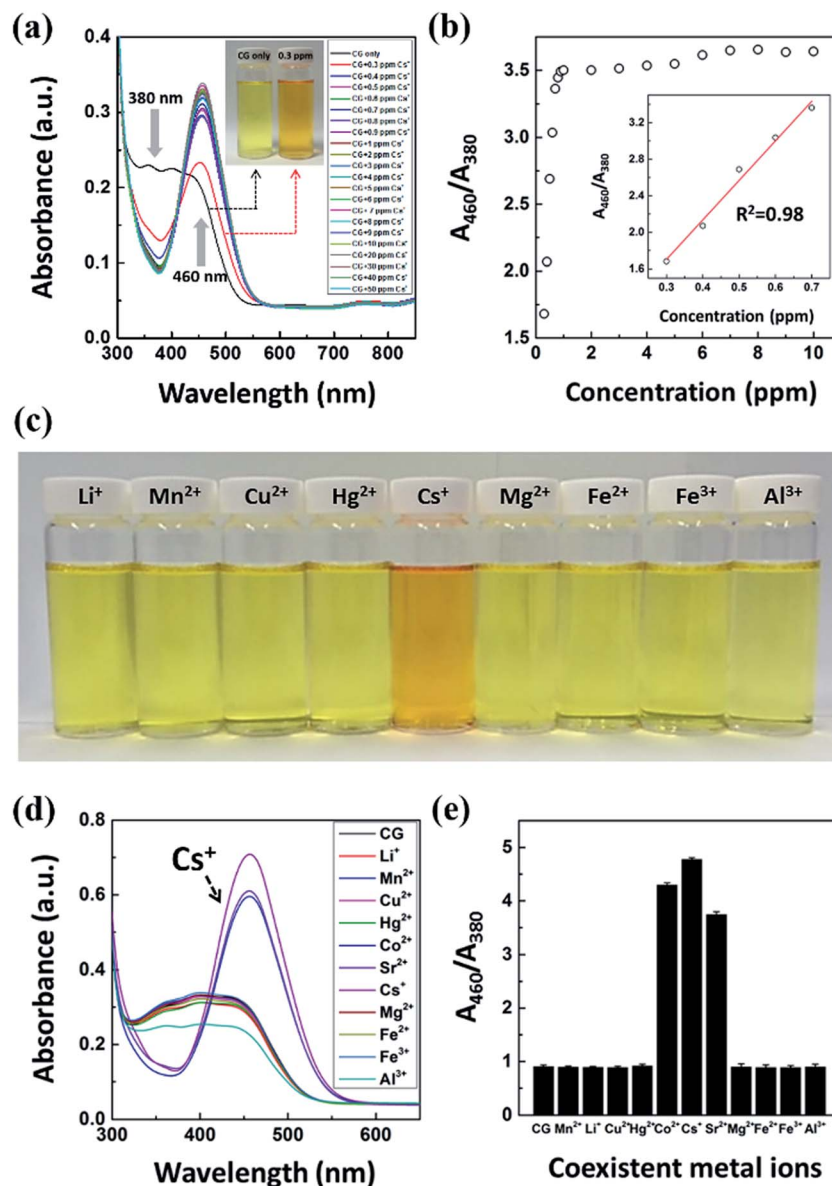 (a)
0.4
0.3
0.2
0.1
0.0
300 400 500 600 700 800
Absorbance (a.u.)
Wavelength (nm)
380 nm
460 nm
CG only 0.3 ppm
CG only
CG+0.3 ppm Cs⁺
CG+0.4 ppm Cs⁺
CG+0.5 ppm Cs⁺
CG+0.6 ppm Cs⁺
CG+0.7 ppm Cs⁺
CG+0.8 ppm Cs⁺
CG+0.9 ppm Cs⁺
CG+1 ppm Cs⁺
CG+2 ppm Cs⁺
CG+3 ppm Cs⁺
CG+4 ppm Cs⁺
CG+5 ppm Cs⁺
CG+6 ppm Cs⁺
CG+ 7 ppm Cs⁺
CG+8 ppm Cs⁺
CG+9 ppm Cs⁺
CG+10 ppm Cs⁺
CG+20 ppm Cs⁺
CG+30 ppm Cs⁺
CG+40 ppm Cs⁺
CG+50 ppm Cs⁺
(b)
3.5
3.0
2.5
2.0
1.5
0 2 4 6 8 10
A₄₆₀/A₃₈₀
Concentration (ppm)
3.2
2.8
2.4
2.0
1.6
0.3 0.4 0.5 0.6 0.7
A₄₆₀/A₃₈₀
R²=0.98
Concentration (ppm)
(c)
Li⁺ Mn²⁺ Cu²⁺ Hg²⁺ Cs⁺ Mg²⁺ Fe²⁺ Fe³⁺ Al³⁺
(d)
0.8
0.6
0.4
0.2
0.0
300 400 500 600
Absorbance (a.u.)
Wavelength (nm)
Cs⁺
CG
Li⁺
Mn²⁺
Cu²⁺
Hg²⁺
Co²⁺
Sr²⁺
Cs⁺
Mg²⁺
Fe²⁺
Fe³⁺
Al³⁺
(e)
5
4
3
2
1
0
A₄₆₀/A₃₈₀
CG Mn²⁺ Li⁺ Cu²⁺ Hg²⁺ Co²⁺ Cs⁺ Sr²⁺ Mg²⁺ Fe²⁺ Fe³⁺ Al³⁺
Coexistent metal ions